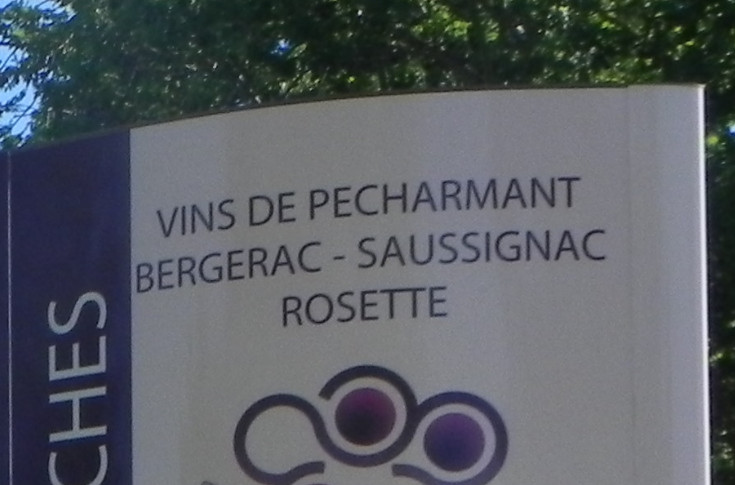 VINS DE PECHARMANT
BERGERAC - SAUSSIGNAC
ROSETTE